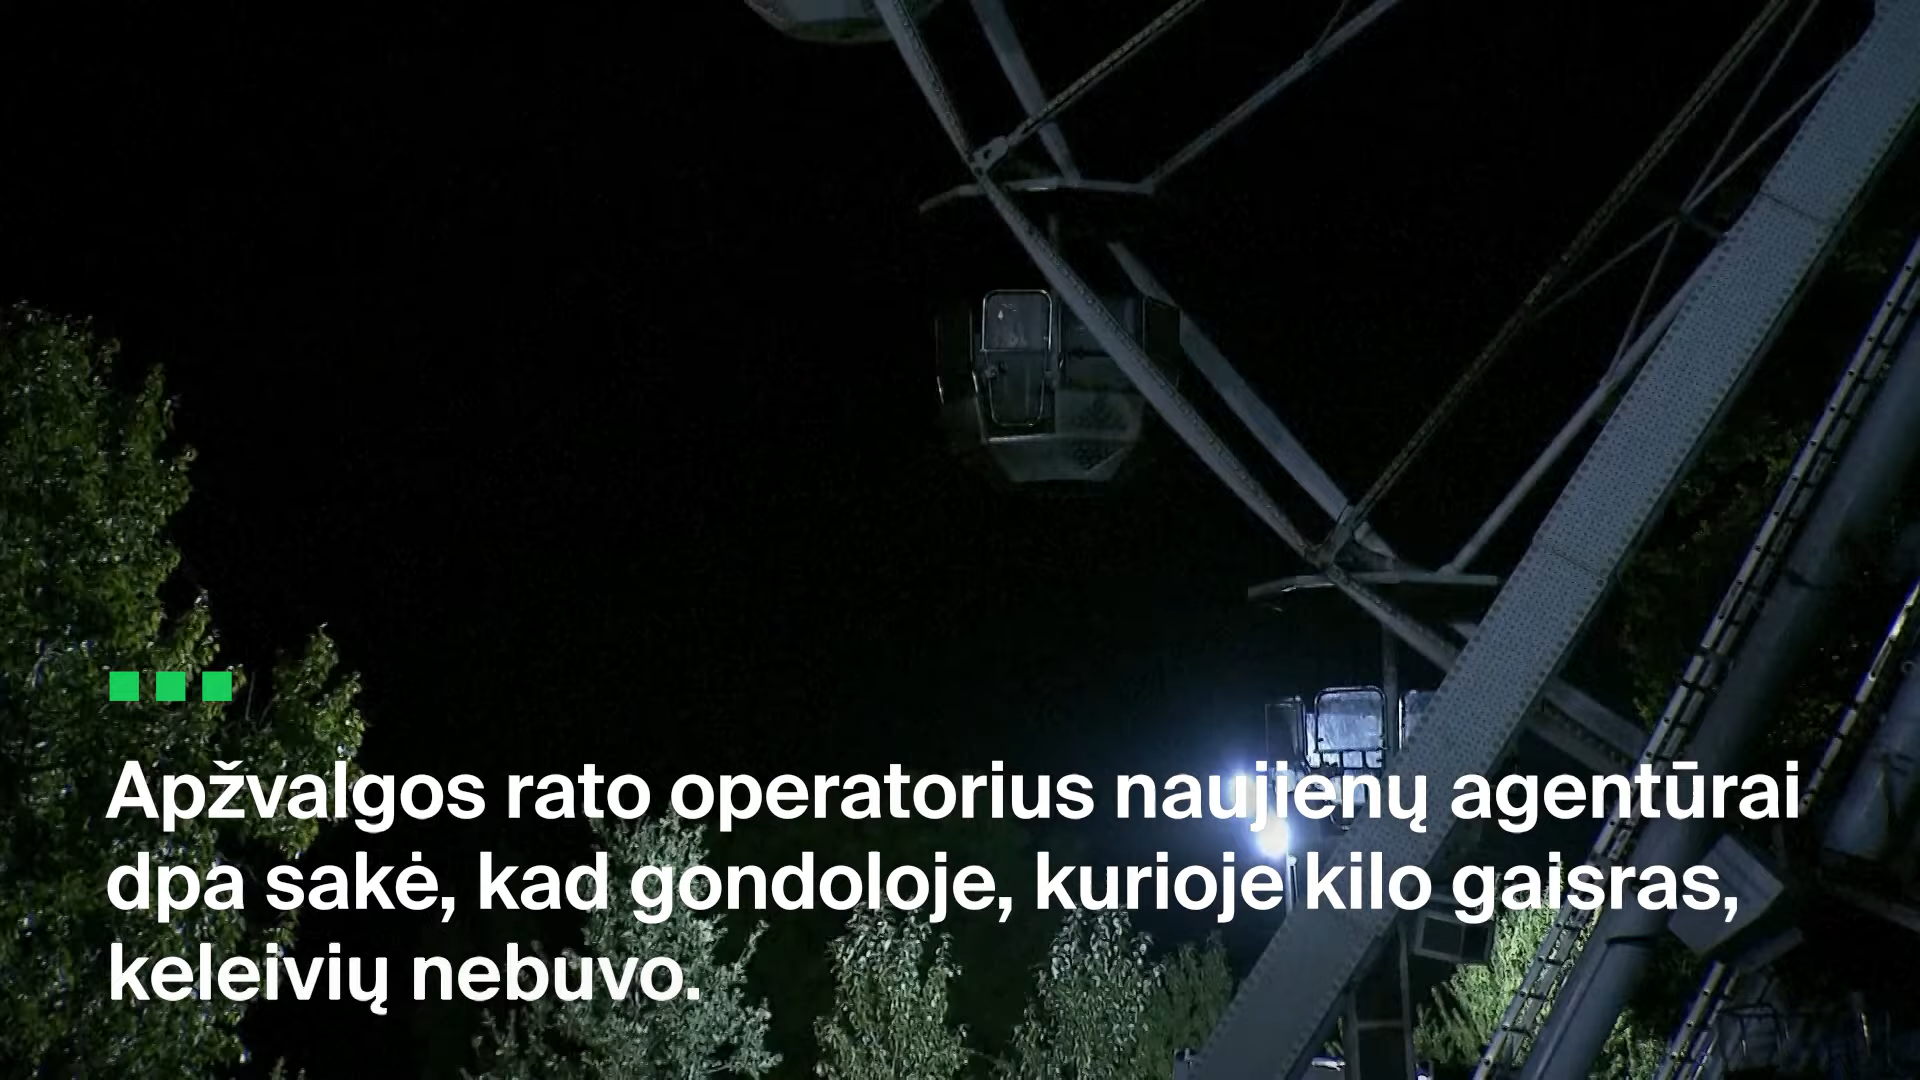 Apžvalgos rato operatorius naujienų agentūrai
dpa sakė, kad gondoloje, kurioje kilo gaisras,
keleivių nebuvo.